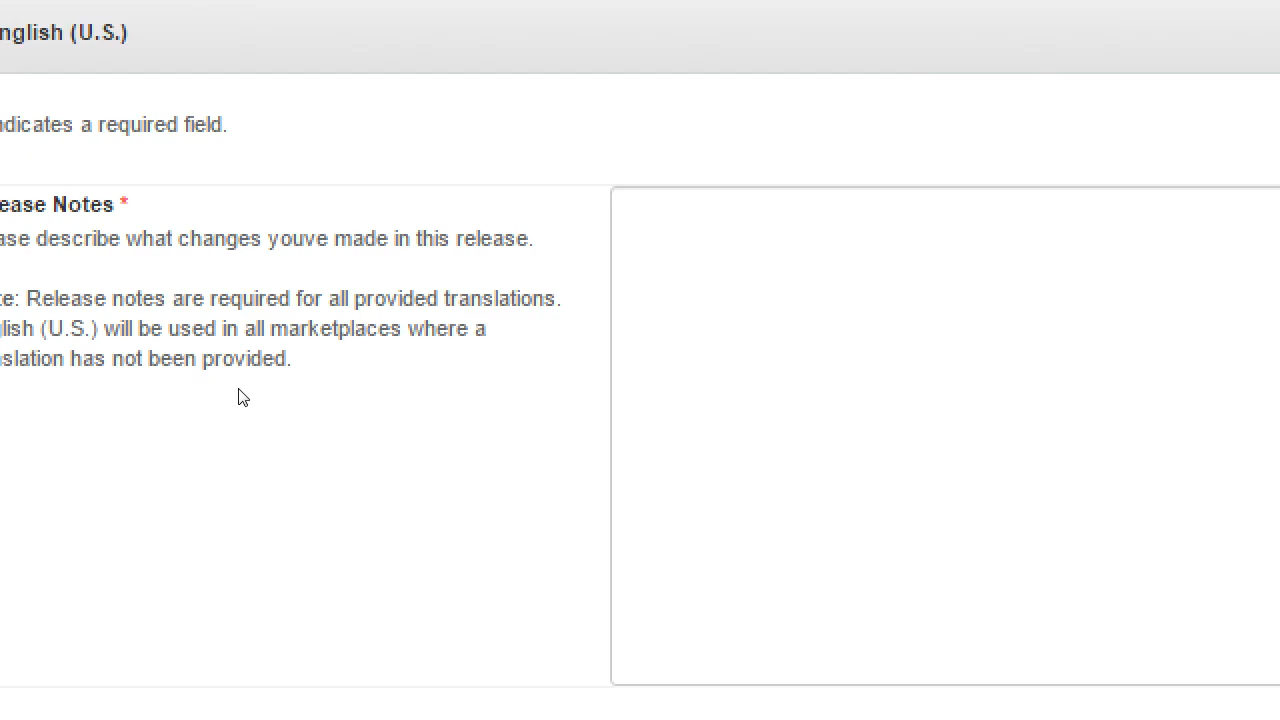 nglish (U.S.)
ndicates a required field.
ease Notes *
ase describe what changes youve made in this release.
te: Release notes are required for all provided translations.
glish (U.S.) will be used in all marketplaces where a
nslation has not been provided.